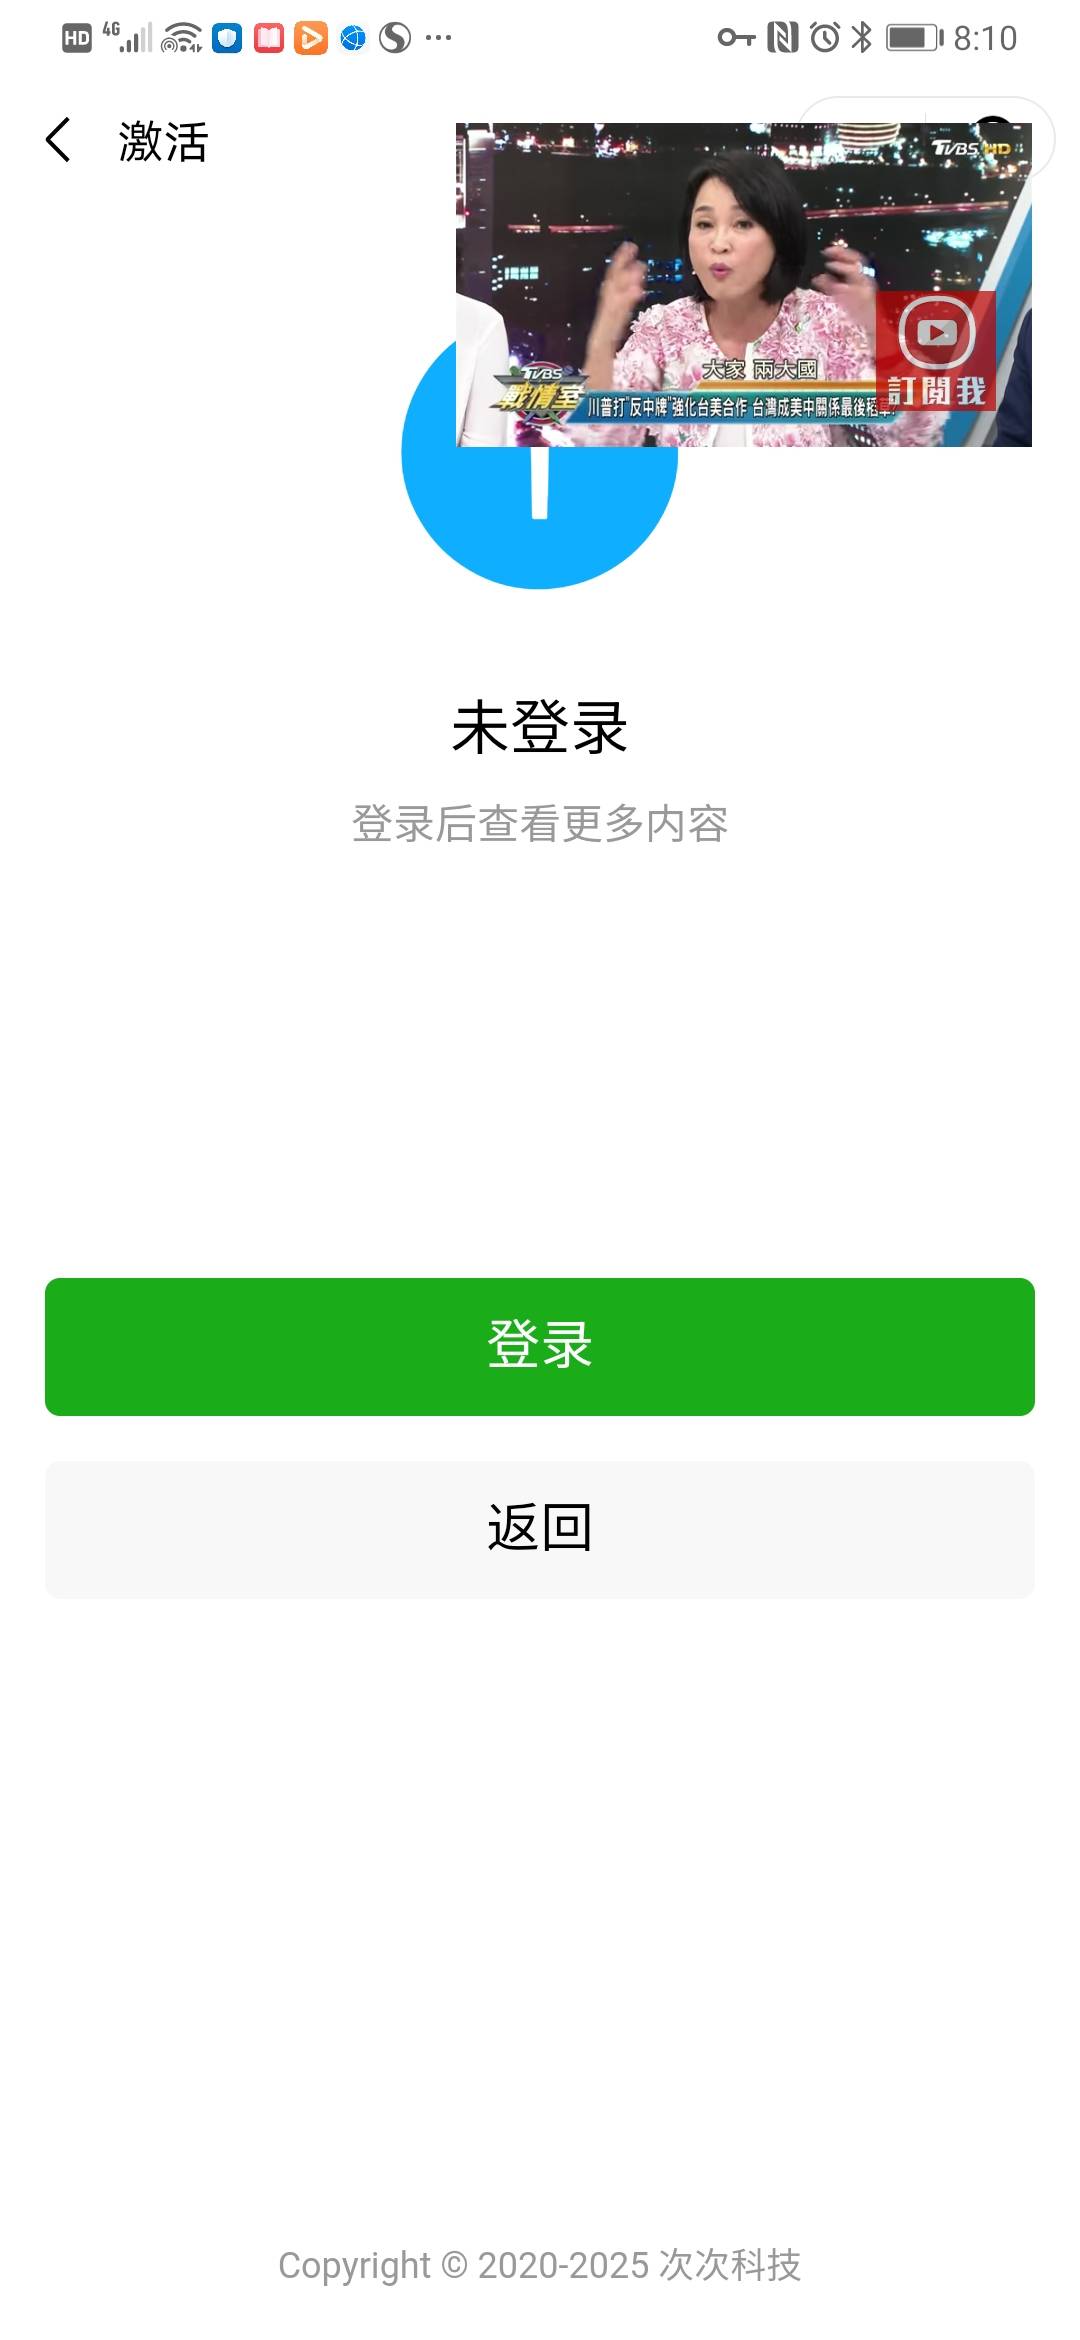 HD 4G 8:10
激活
TVBS HD
大家 兩大國
TVBS
戰情室
川普打"反中牌"強化台美合作 台灣成美中關係最後稻草?
訂閱我
未登录
登录后查看更多内容
登录
返回
Copyright © 2020-2025 次次科技